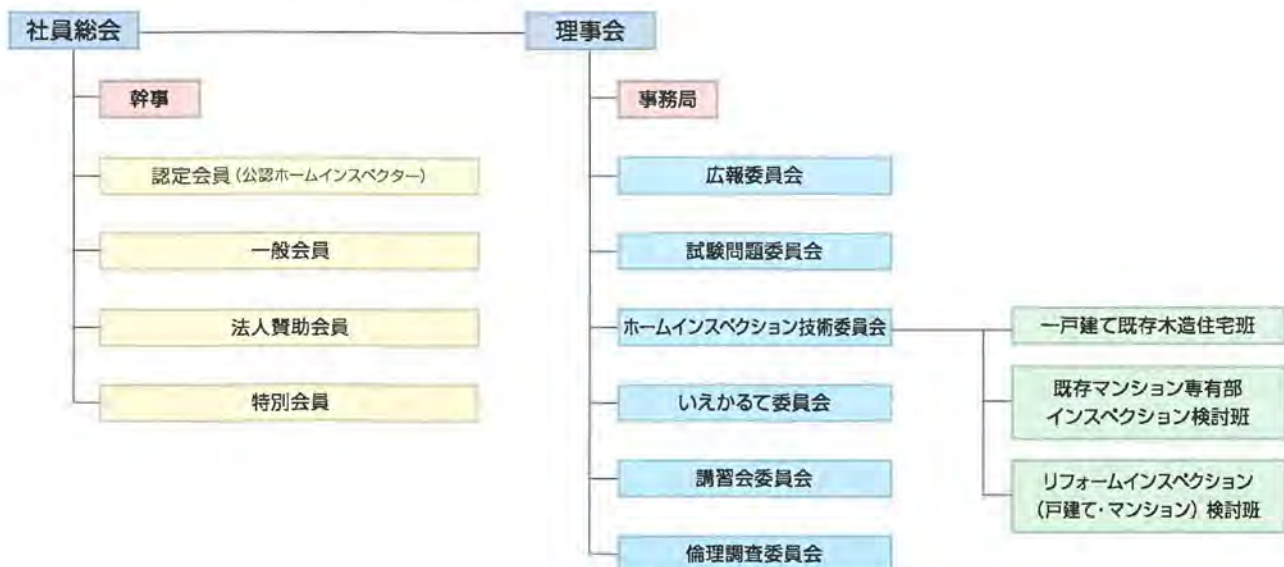 社員総会
理事会
幹事
認定会員(公認ホームインスペクター)
一般会員
法人賛助会員
特別会員
事務局
広報委員会
試験問題委員会
ホームインスペクション技術委員会
いえかるて委員会
講習会委員会
倫理調査委員会
一戸建て既存木造住宅班
既存マンション専有部
インスペクション検討班
リフォームインスペクション
(戸建て・マンション)検討班